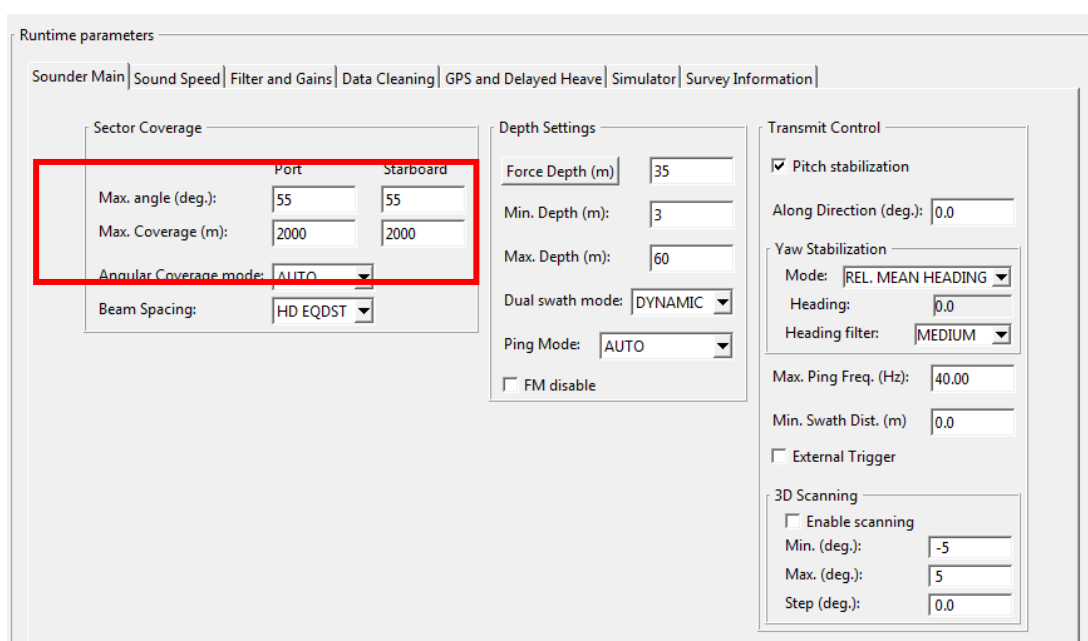 Runtime parameters
Sounder Main Sound Speed Filter and Gains Data Cleaning GPS and Delayed Heave Simulator Survey Information
Sector Coverage
Port Starboard
Max. angle (deg.): 55 55
Max. Coverage (m): 2000 2000
Angular Coverage mode: AUTO
Beam Spacing: HD EQDST
Depth Settings
Force Depth (m) 35
Min. Depth (m): 3
Max. Depth (m): 60
Dual swath mode: DYNAMIC
Ping Mode: AUTO
FM disable
Transmit Control
Pitch stabilization
Along Direction (deg.): 0.0
Yaw Stabilization
Mode: REL. MEAN HEADING
Heading: 0.0
Heading filter: MEDIUM
Max. Ping Freq. (Hz): 40.00
Min. Swath Dist. (m) 0.0
External Trigger
3D Scanning
Enable scanning
Min. (deg.): -5
Max. (deg.): 5
Step (deg.): 0.0